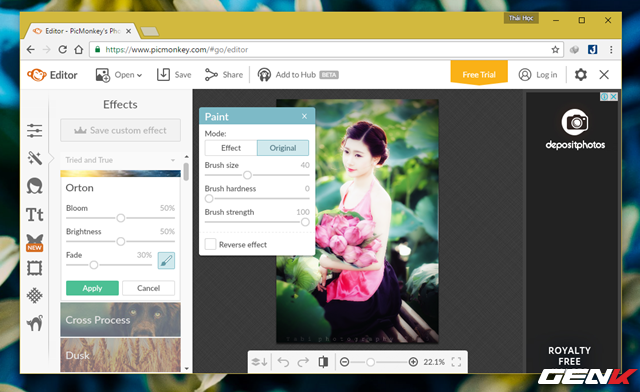 Thái Học
Editor - PicMonkey's Pho
https://www.picmonkey.com/#go/editor
Editor
Open
Save
Share
Add to Hub
BETA
Free Trial
Log in
Effects
Save custom effect
Tried and True
Orton
Bloom 50%
Brightness 50%
Fade 30%
Apply
Cancel
Cross Process
Dusk
Tt
NEW
Paint
Mode:
Effect
Original
Brush size 40
Brush hardness 0
Brush strength 100
Reverse effect
22.1%
depositphotos
ROYALTY
FREE
GENK